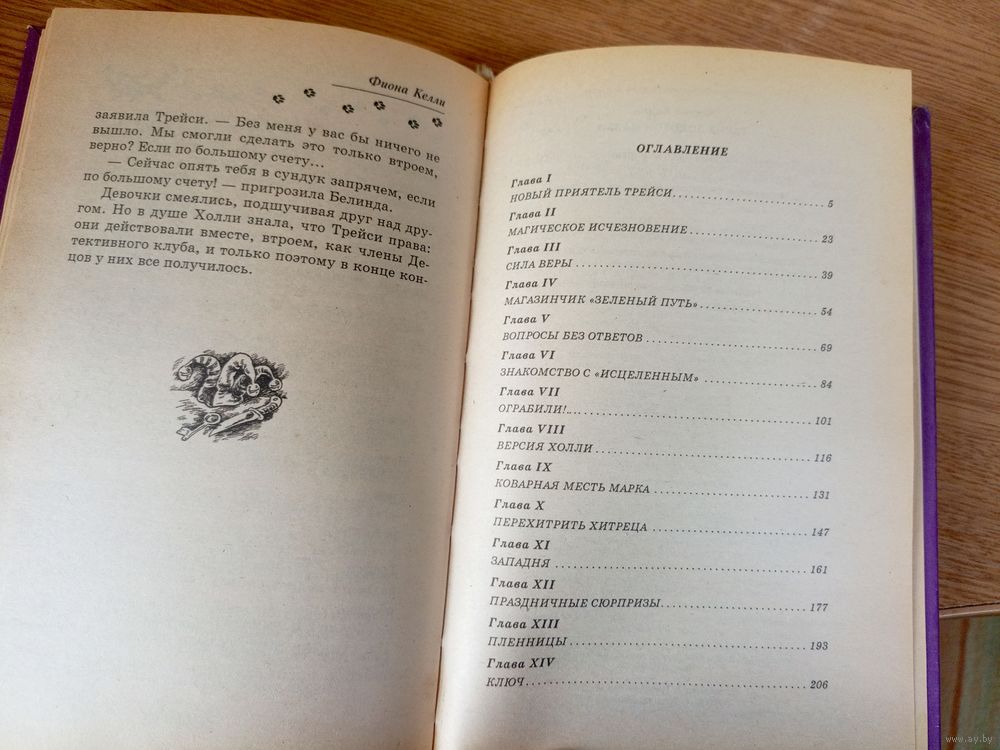 Фиона Келли
заявила Трейси. — Без меня у вас бы ничего не
вышло. Мы смогли сделать это только втроем,
верно? Если по большому счету...
— Сейчас опять тебя в сундук запрячем, если
по большому счету! — пригрозила Белинда.
Девочки смеялись, подшучивая друг над дру-
гом. Но в душе Холли знала, что Трейси права:
они действовали вместе, втроем, как члены Де-
тективного клуба, и только поэтому в конце кон-
цов у них все получилось.
ОГЛАВЛЕНИЕ
Глава I
НОВЫЙ ПРИЯТЕЛЬ ТРЕЙСИ 5
Глава II
МАГИЧЕСКОЕ ИСЧЕЗНОВЕНИЕ 23
Глава III
СИЛА ВЕРЫ 39
Глава IV
МАГАЗИНЧИК «ЗЕЛЕНЫЙ ПУТЬ» 54
Глава V
ВОПРОСЫ БЕЗ ОТВЕТОВ 69
Глава VI
ЗНАКОМСТВО С «ИСЦЕЛЕННЫМ» 84
Глава VII
ОГРАБИЛИ!.. 101
Глава VIII
ВЕРСИЯ ХОЛЛИ 116
Глава IX
КОВАРНАЯ МЕСТЬ МАРКА 131
Глава X
ПЕРЕХИТРИТЬ ХИТРЕЦА 147
Глава XI
ЗАПАДНЯ 161
Глава XII
ПРАЗДНИЧНЫЕ СЮРПРИЗЫ 177
Глава XIII
ПЛЕННИЦЫ 193
Глава XIV
КЛЮЧ 206
www.ay.by